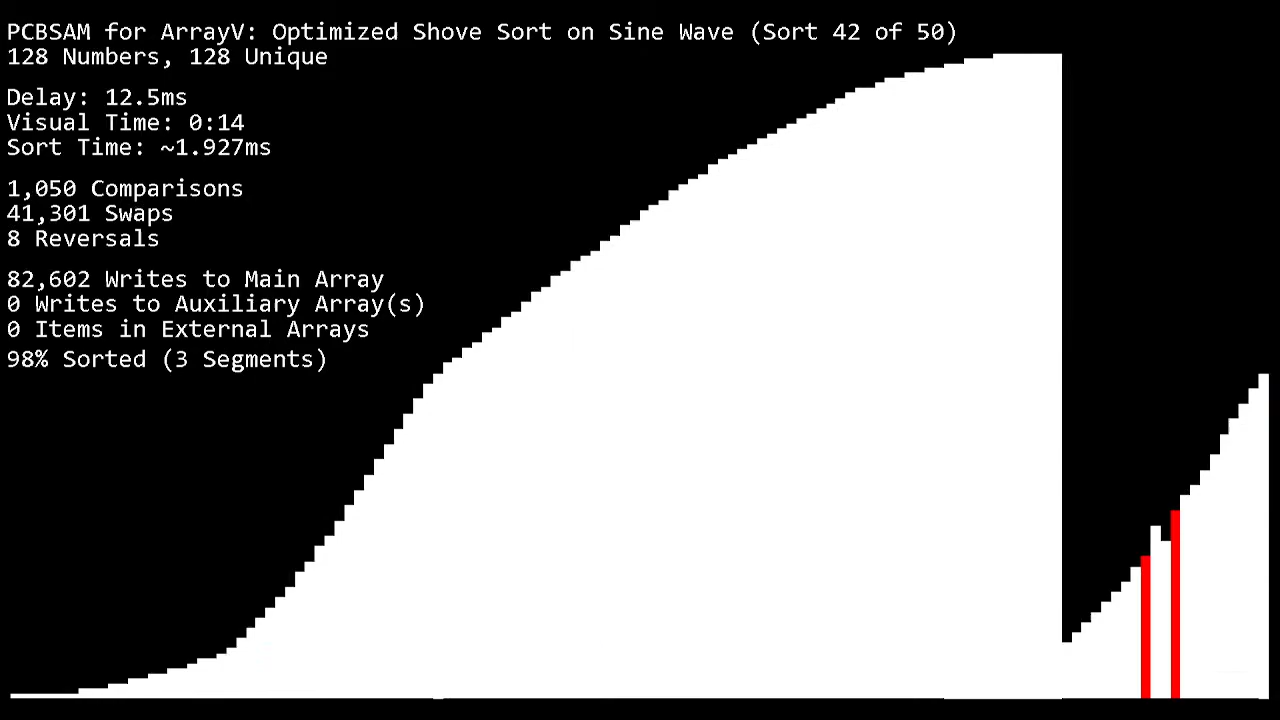 PCBSAM for ArrayV: Optimized Shove Sort on Sine Wave (Sort 42 of 50)
128 Numbers, 128 Unique
Delay: 12.5ms
Visual Time: 0:14
Sort Time: ~1.927ms
1,050 Comparisons
41,301 Swaps
8 Reversals
82,602 Writes to Main Array
0 Writes to Auxiliary Array(s)
0 Items in External Arrays
98% Sorted (3 Segments)